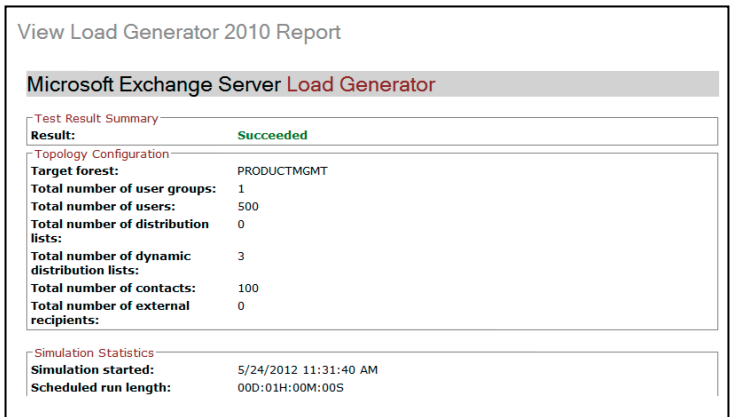 View Load Generator 2010 Report
Microsoft Exchange Server Load Generator
Test Result Summary
Result: Succeeded
Topology Configuration
Target forest: PRODUCTMGMT
Total number of user groups: 1
Total number of users: 500
Total number of distribution 0
lists:
Total number of dynamic 3
distribution lists:
Total number of contacts: 100
Total number of external 0
recipients:
Simulation Statistics
Simulation started: 5/24/2012 11:31:40 AM
Scheduled run length: 00D:01H:00M:00S